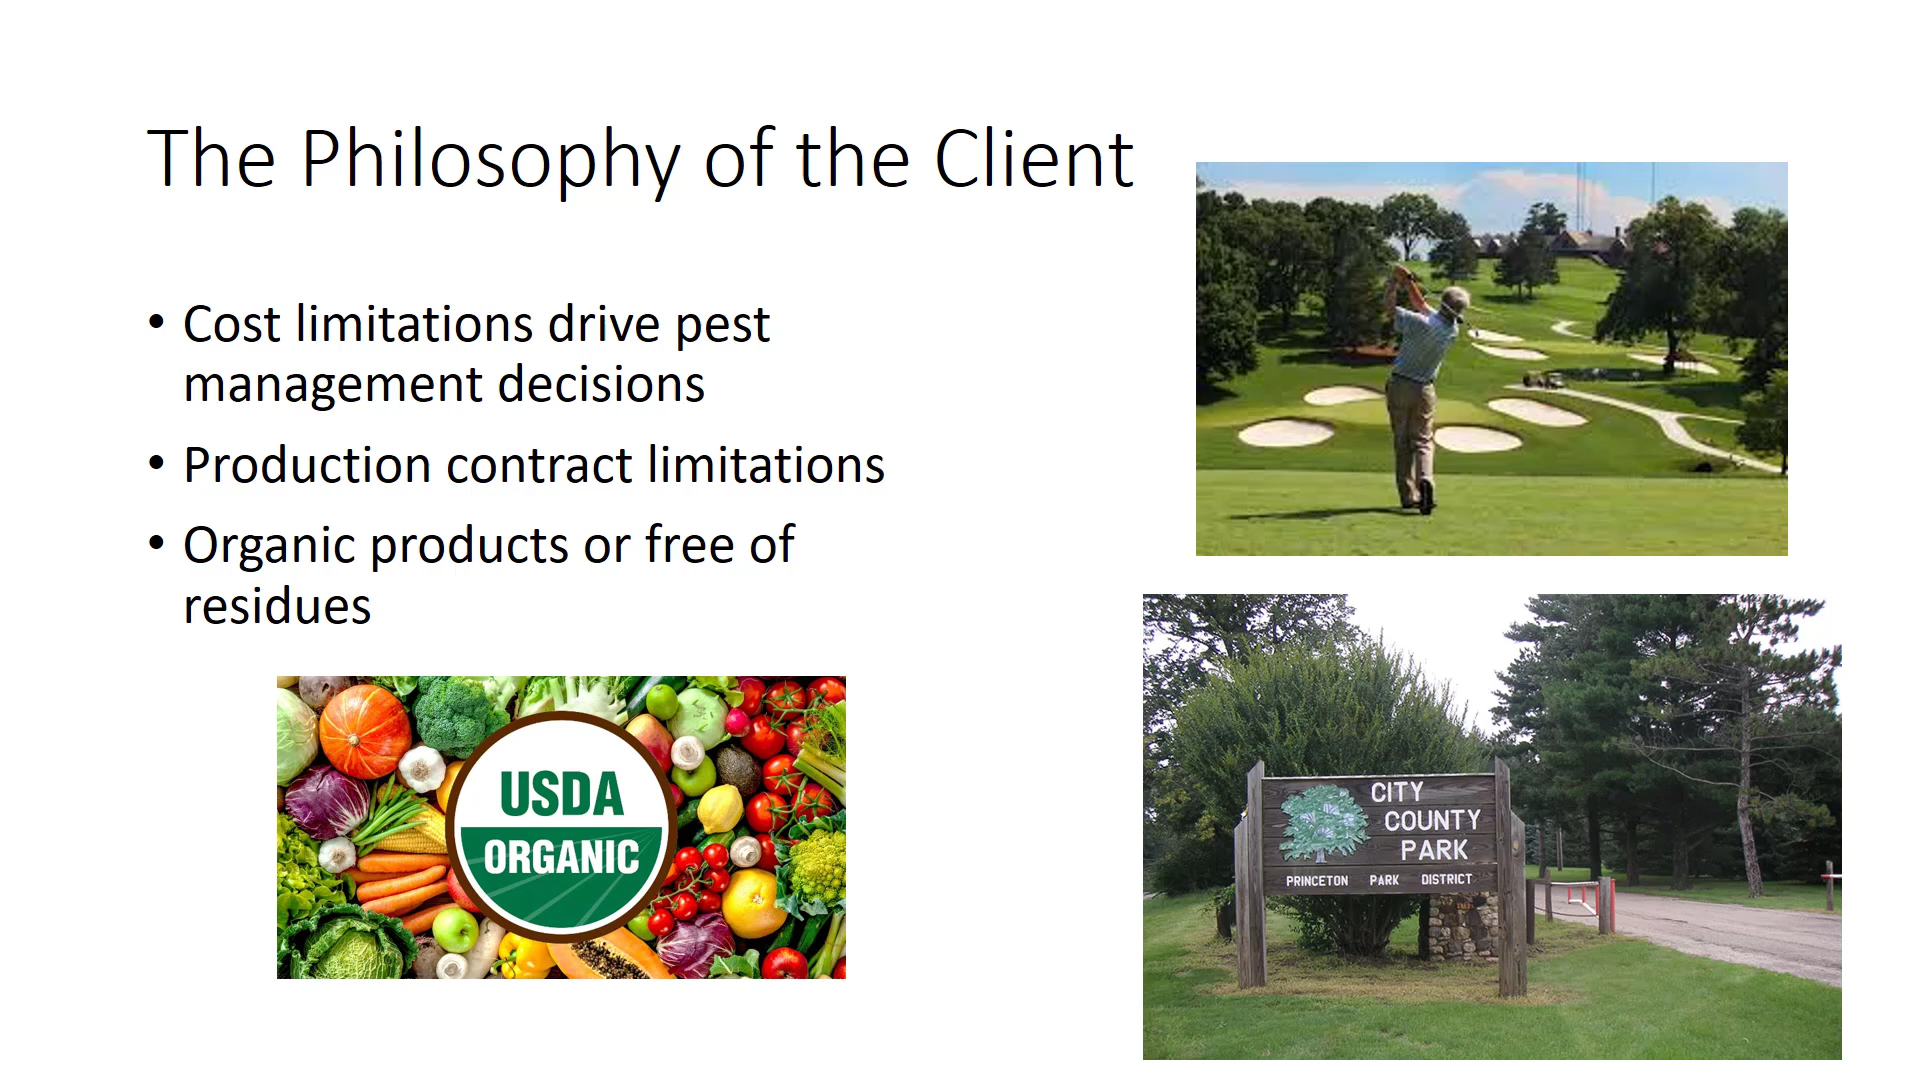 The Philosophy of the Client
• Cost limitations drive pest
management decisions
• Production contract limitations
• Organic products or free of
residues
USDA
ORGANIC
CITY
COUNTY
PARK
PRINCETON PARK DISTRICT